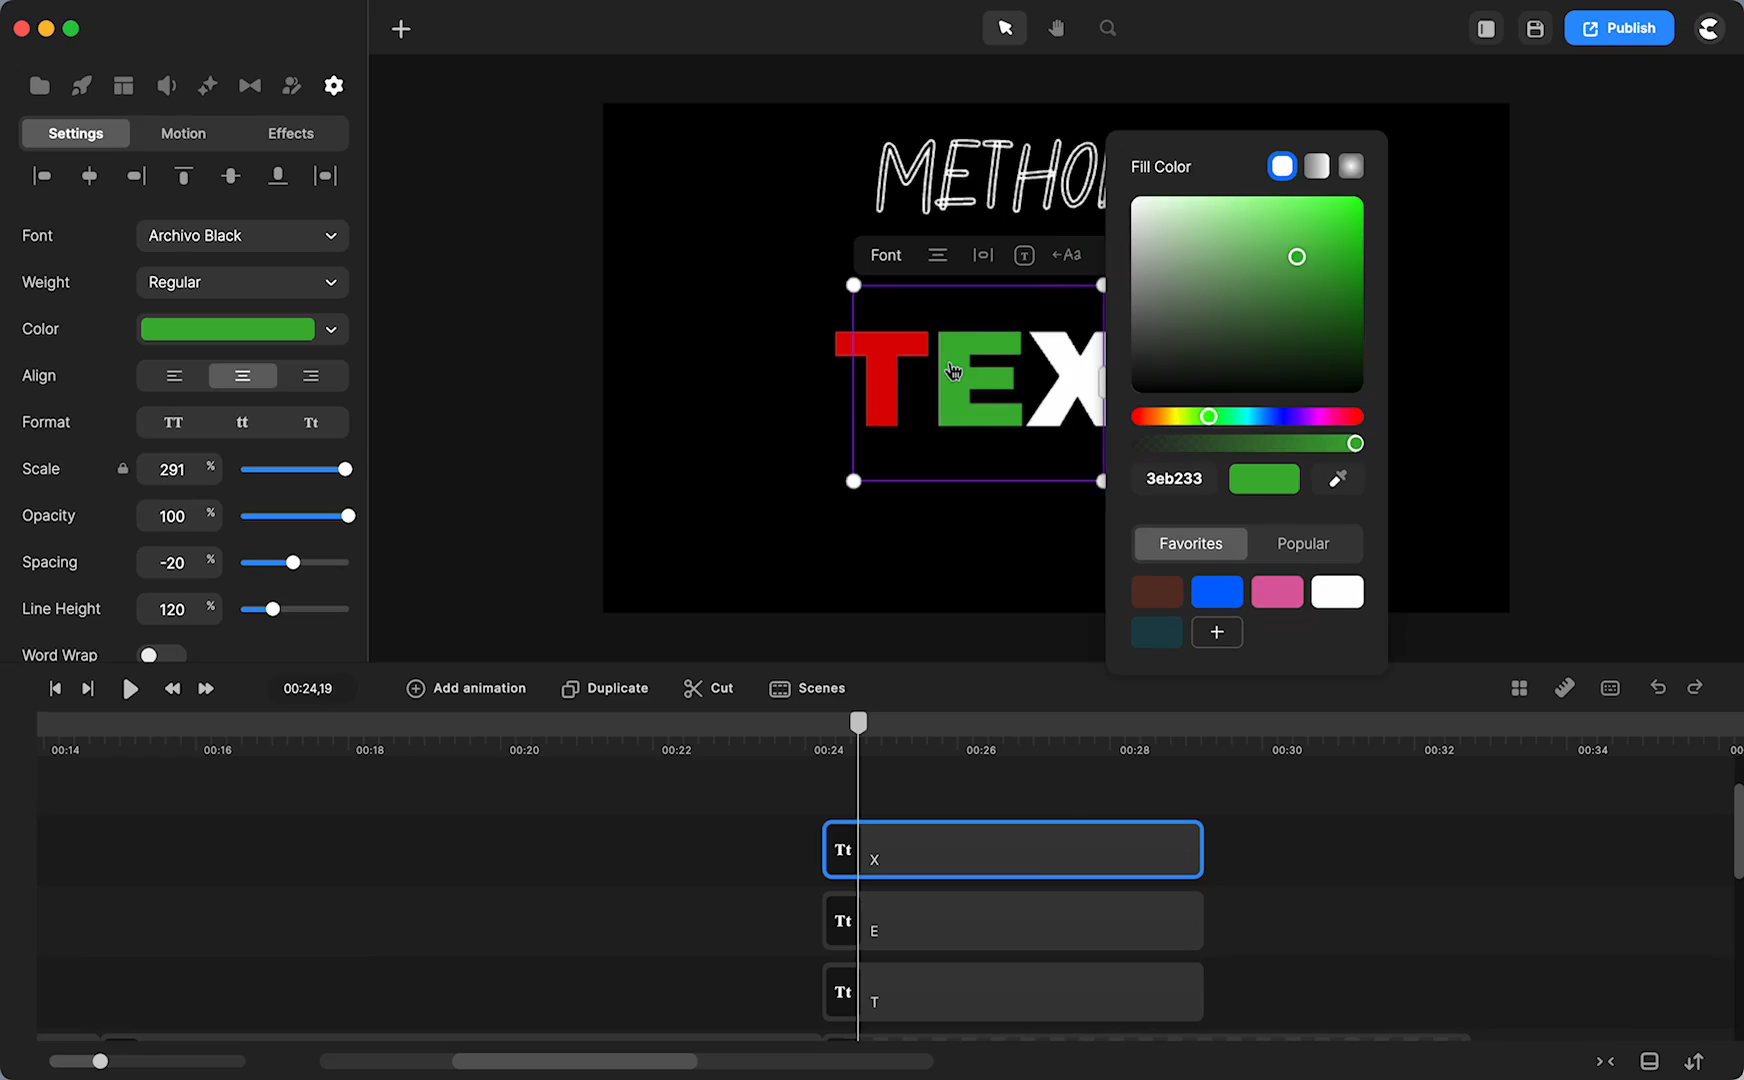 Publish
Settings Motion Effects
Font Archivo Black
Weight Regular
Color
Align
Format TT tt Tt
Scale 291 %
Opacity 100 %
Spacing -20 %
Line Height 120 %
Word Wrap
METHO
Font T Aa
TEX
Fill Color
3eb233
Favorites Popular
00:24,19 Add animation Duplicate Cut Scenes
00:14 00:16 00:18 00:20 00:22 00:24 00:26 00:28 00:30 00:32 00:34 00
Tt X
Tt E
Tt T